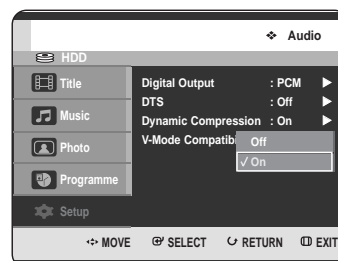 Audio
HDD
Title
Music
Photo
Programme
Setup
Digital Output : PCM
DTS : Off
Dynamic Compression : On
V-Mode Compatibi
Off
✓ On
MOVE SELECT RETURN EXIT